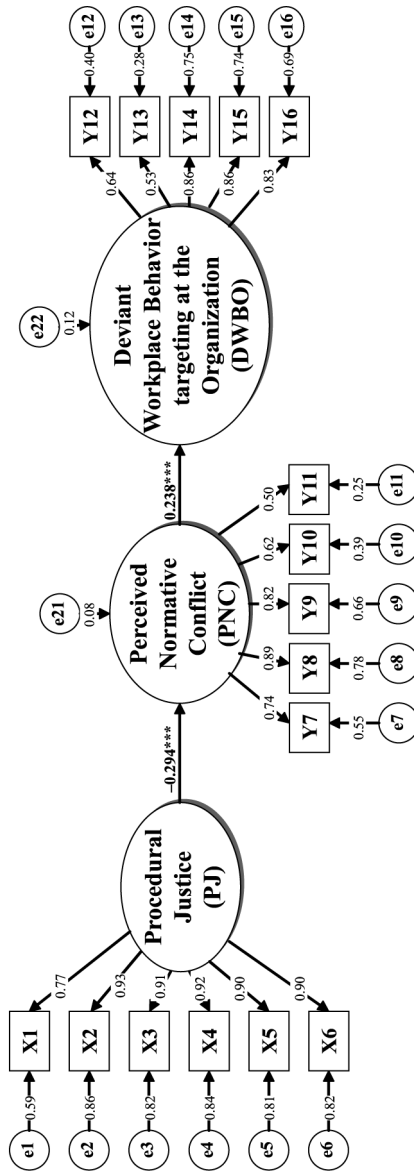 e1
0.59
X1
0.77
e2
0.86
X2
0.93
e3
0.82
X3
0.91
e4
0.84
X4
0.92
e5
0.81
X5
0.90
e6
0.82
X6
0.90
Procedural
Justice
(PJ)
−0.294***
e21
0.08
Perceived
Normative
Conflict
(PNC)
0.74
Y7
0.55
e7
0.89
Y8
0.78
e8
0.82
Y9
0.66
e9
0.62
Y10
0.39
e10
0.50
Y11
0.25
e11
0.238***
e22
0.12
Deviant
Workplace Behavior
targeting at the
Organization
(DWBO)
0.64
Y12
0.40
e12
0.53
Y13
0.28
e13
0.86
Y14
0.75
e14
0.86
Y15
0.74
e15
0.83
Y16
0.69
e16